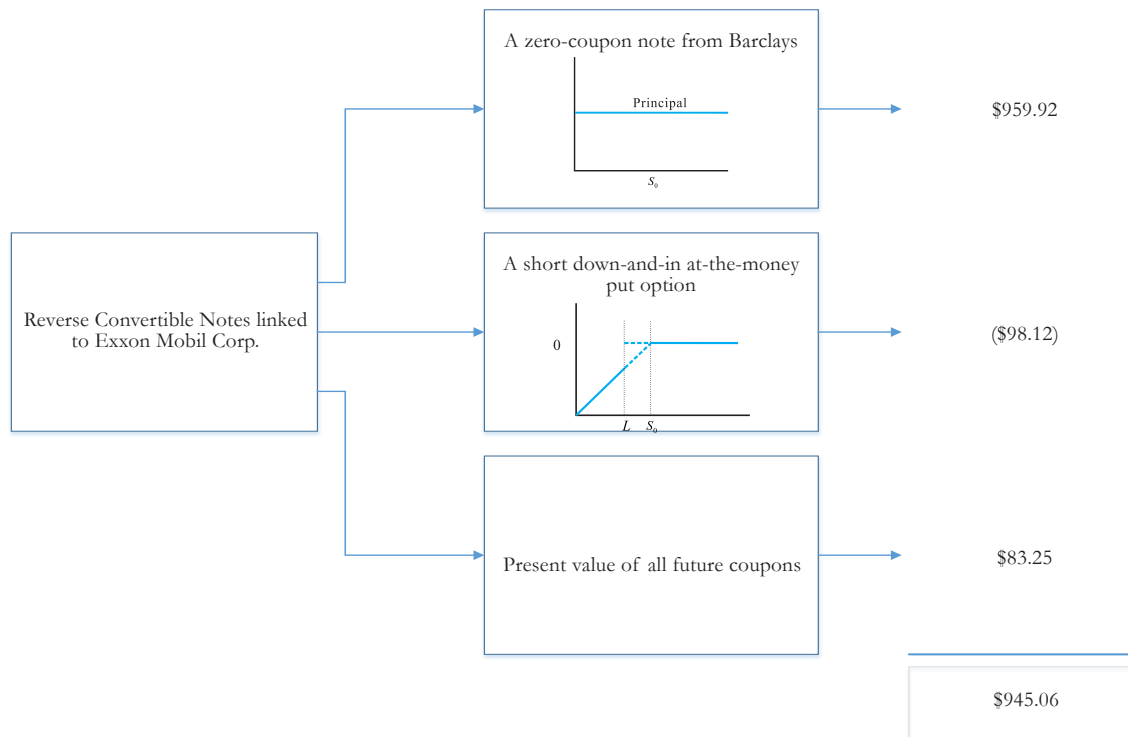 A zero-coupon note from Barclays
Principal
S₀
$959.92
Reverse Convertible Notes linked
to Exxon Mobil Corp.
A short down-and-in at-the-money
put option
0
L S₀
($98.12)
Present value of all future coupons
$83.25
$945.06